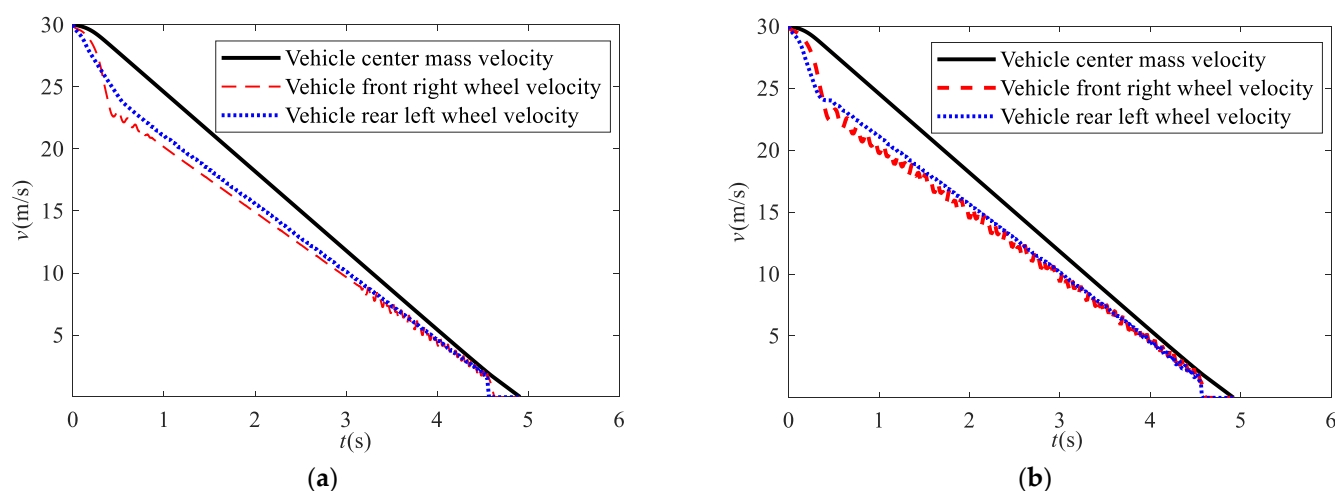 30
25
20
15
10
5
v(m/s)
Vehicle center mass velocity
Vehicle front right wheel velocity
Vehicle rear left wheel velocity
0 1 2 3 4 5 6
t(s)
(a)
30
25
20
15
10
5
v(m/s)
Vehicle center mass velocity
Vehicle front right wheel velocity
Vehicle rear left wheel velocity
0 1 2 3 4 5 6
t(s)
(b)